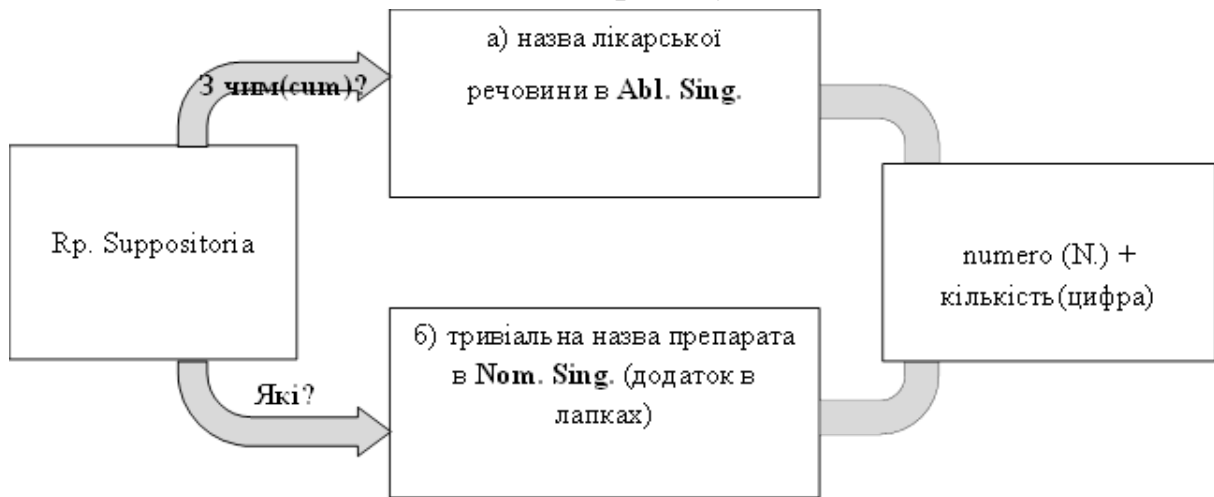 а) назва лікарської
речовини в Abl. Sing.
З чим(cum)?
Rp. Suppositoria
numero (N.) +
кількість(цифра)
б) тривіальна назва препарата
в Nom. Sing. (додаток в
лапках)
Які?